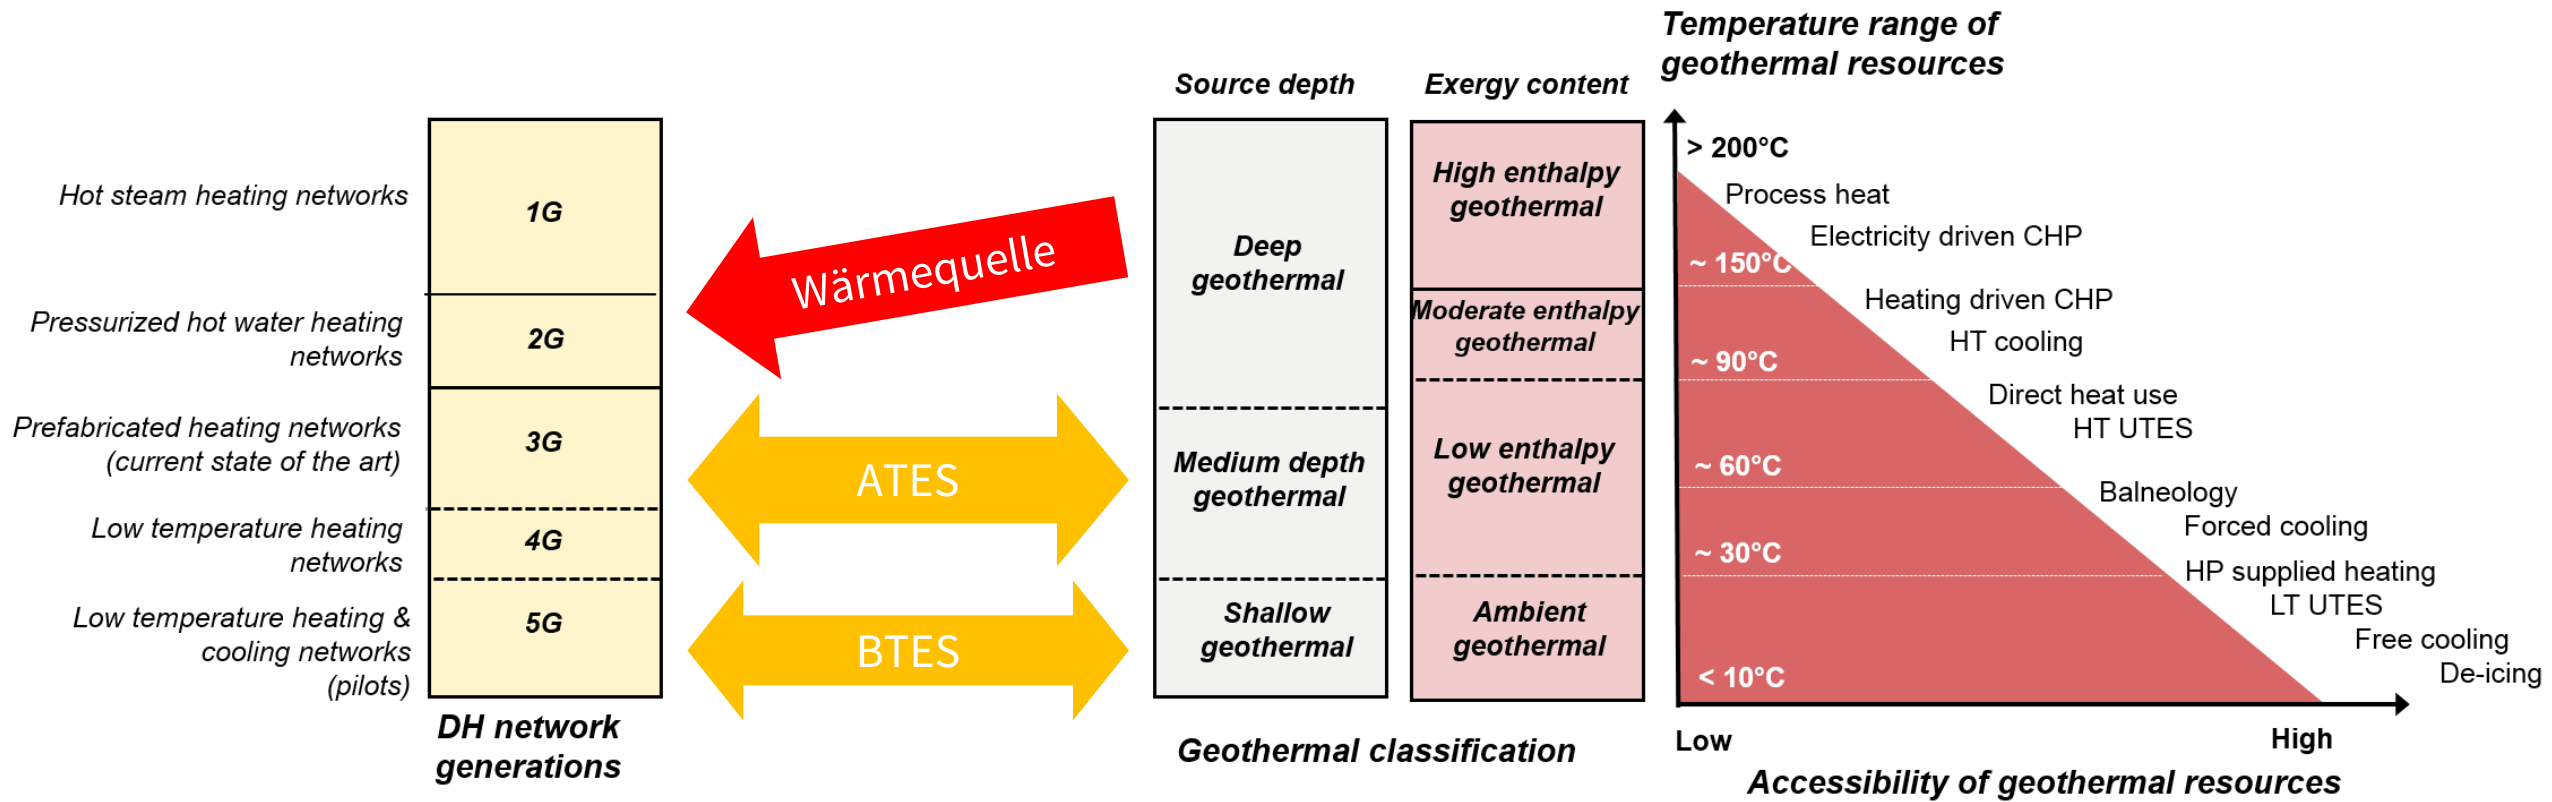 Temperature range of
geothermal resources
Source depth
Exergy content
Hot steam heating networks
Pressurized hot water heating
networks
Prefabricated heating networks
(current state of the art)
Low temperature heating
networks
Low temperature heating &
cooling networks
(pilots)
1G
2G
3G
4G
5G
DH network
generations
Wärmequelle
ATES
BTES
Deep
geothermal
Medium depth
geothermal
Shallow
geothermal
High enthalpy
geothermal
Moderate enthalpy
geothermal
Low enthalpy
geothermal
Ambient
geothermal
Geothermal classification
> 200°C
~ 150°C
~ 90°C
~ 60°C
~ 30°C
< 10°C
Process heat
Electricity driven CHP
Heating driven CHP
HT cooling
Direct heat use
HT UTES
Balneology
Forced cooling
HP supplied heating
LT UTES
Free cooling
De-icing
Low
High
Accessibility of geothermal resources